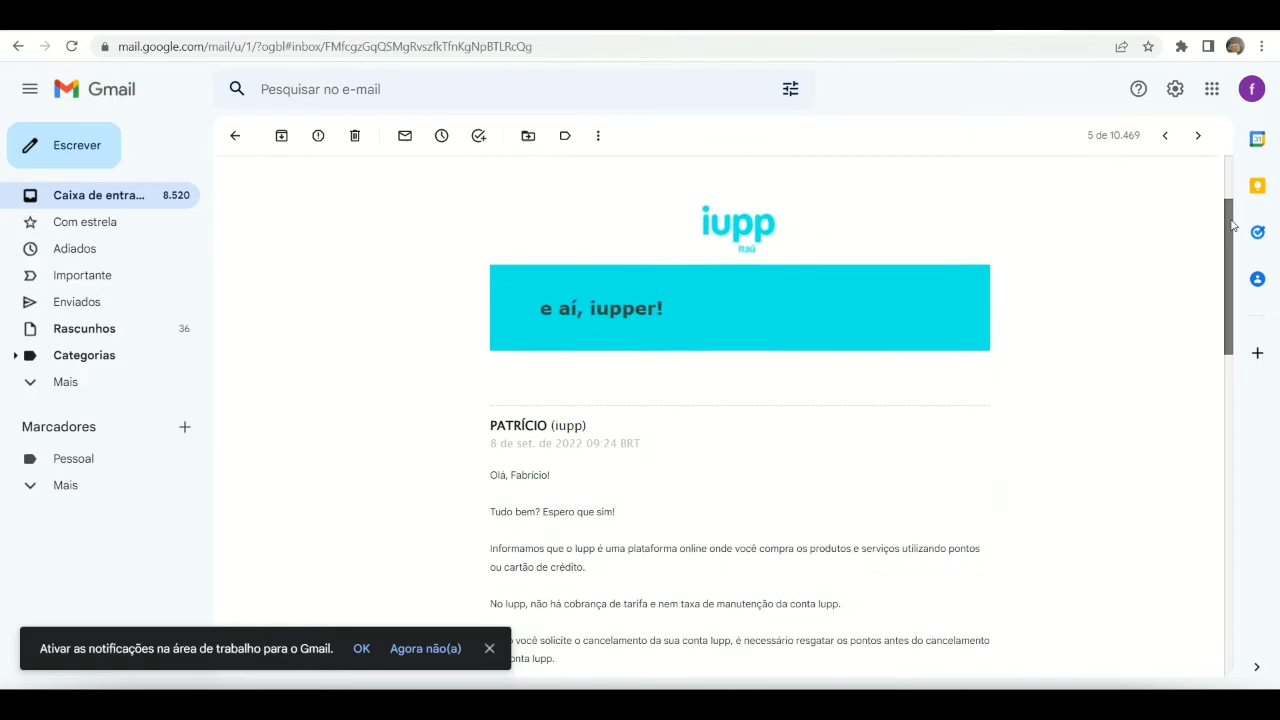 mail.google.com/mail/u/1/?ogbl#inbox/FMfcgzGqQSMgRvszfkTfnKgNpBTLRcQg
Gmail
Pesquisar no e-mail
f
Escrever
5 de 10.469
31
Caixa de entra... 8.520
Com estrela
Adiados
Importante
Enviados
Rascunhos 36
Categorias
Mais
Marcadores
Pessoal
Mais
iupp
Itaú
e aí, iupper!
PATRÍCIO (iupp)
8 de set. de 2022 09:24 BRT
Olá, Fabrício!
Tudo bem? Espero que sim!
Informamos que o Iupp é uma plataforma online onde você compra os produtos e serviços utilizando pontos
ou cartão de crédito.
No Iupp, não há cobrança de tarifa e nem taxa de manutenção da conta Iupp.
você solicite o cancelamento da sua conta Iupp, é necessário resgatar os pontos antes do cancelamento
onta Iupp.
Ativar as notificações na área de trabalho para o Gmail. OK Agora não(a)